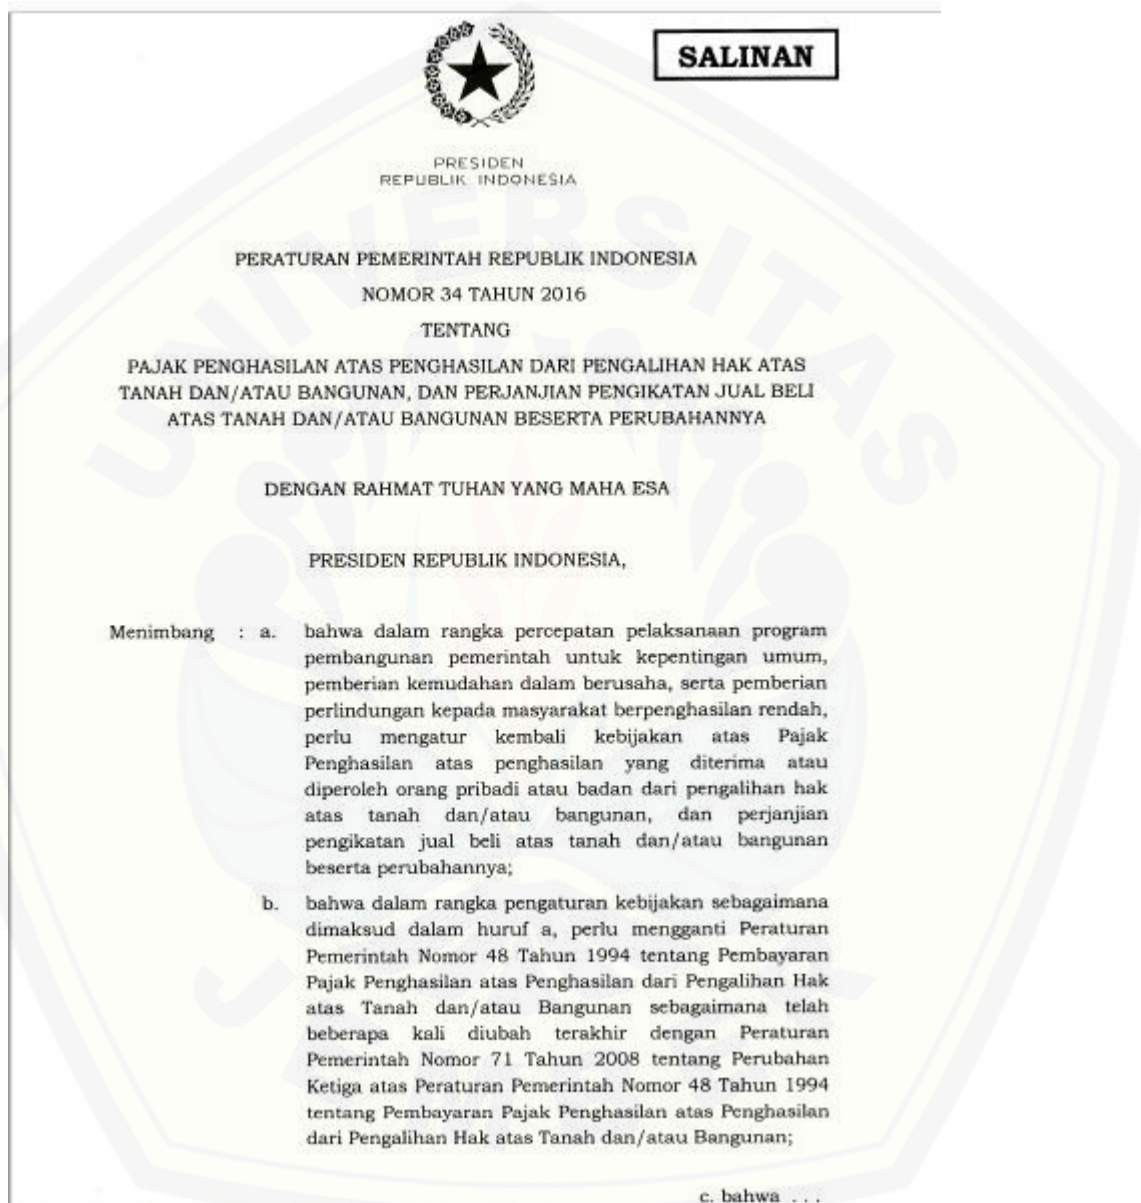 SALINAN
PRESIDEN
REPUBLIK INDONESIA
PERATURAN PEMERINTAH REPUBLIK INDONESIA
NOMOR 34 TAHUN 2016
TENTANG
PAJAK PENGHASILAN ATAS PENGHASILAN DARI PENGALIHAN HAK ATAS
TANAH DAN/ATAU BANGUNAN, DAN PERJANJIAN PENGIKATAN JUAL BELI
ATAS TANAH DAN/ATAU BANGUNAN BESERTA PERUBAHANNYA
DENGAN RAHMAT TUHAN YANG MAHA ESA
PRESIDEN REPUBLIK INDONESIA,
Menimbang : a. bahwa dalam rangka percepatan pelaksanaan program
pembangunan pemerintah untuk kepentingan umum,
pemberian kemudahan dalam berusaha, serta pemberian
perlindungan kepada masyarakat berpenghasilan rendah,
perlu mengatur kembali kebijakan atas Pajak
Penghasilan atas penghasilan yang diterima atau
diperoleh orang pribadi atau badan dari pengalihan hak
atas tanah dan/atau bangunan, dan perjanjian
pengikatan jual beli atas tanah dan/atau bangunan
beserta perubahannya;
b. bahwa dalam rangka pengaturan kebijakan sebagaimana
dimaksud dalam huruf a, perlu mengganti Peraturan
Pemerintah Nomor 48 Tahun 1994 tentang Pembayaran
Pajak Penghasilan atas Penghasilan dari Pengalihan Hak
atas Tanah dan/atau Bangunan sebagaimana telah
beberapa kali diubah terakhir dengan Peraturan
Pemerintah Nomor 71 Tahun 2008 tentang Perubahan
Ketiga atas Peraturan Pemerintah Nomor 48 Tahun 1994
tentang Pembayaran Pajak Penghasilan atas Penghasilan
dari Pengalihan Hak atas Tanah dan/atau Bangunan;
c. bahwa . . .
UNIVERSITAS
JEMBER